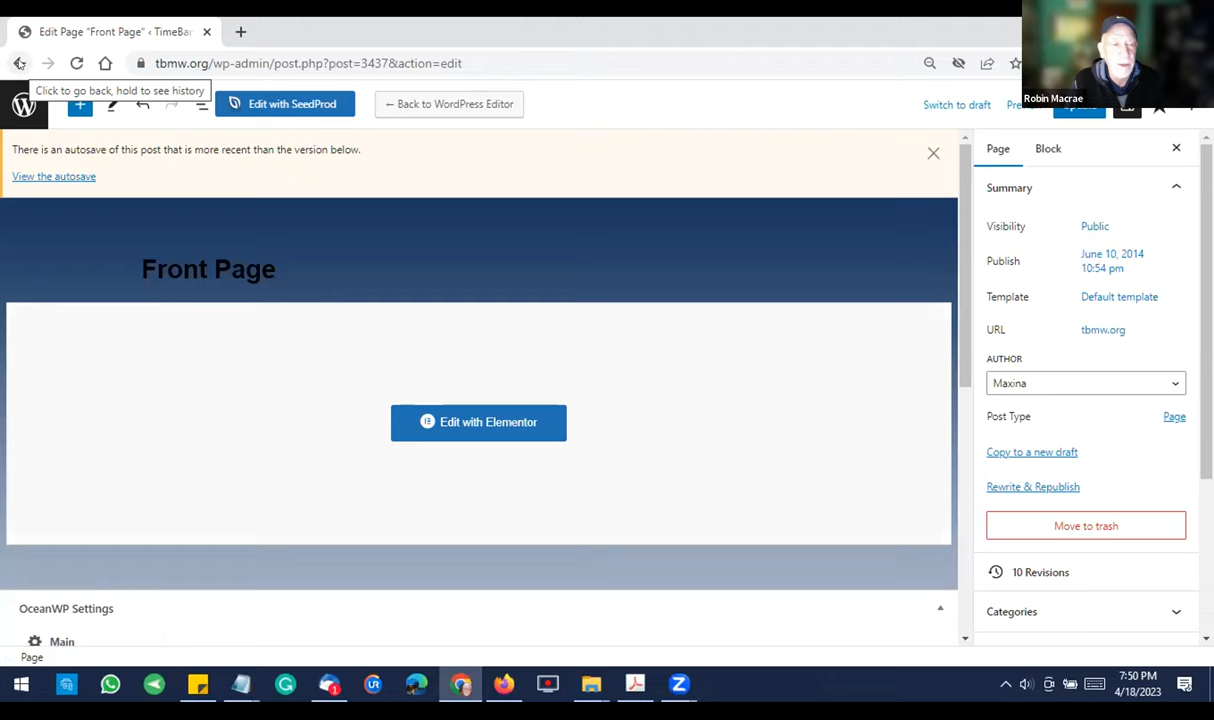 Edit Page "Front Page" ‹ TimeBan
tbmw.org/wp-admin/post.php?post=3437&action=edit
Click to go back, hold to see history
Edit with SeedProd
← Back to WordPress Editor
Switch to draft
Robin Macrae
There is an autosave of this post that is more recent than the version below.
View the autosave
Page
Block
Summary
Visibility
Public
Publish
June 10, 2014
10:54 pm
Template
Default template
URL
tbmw.org
AUTHOR
Maxina
Post Type
Page
Copy to a new draft
Rewrite & Republish
Move to trash
10 Revisions
Categories
Front Page
Edit with Elementor
OceanWP Settings
Main
Page
7:50 PM
4/18/2023